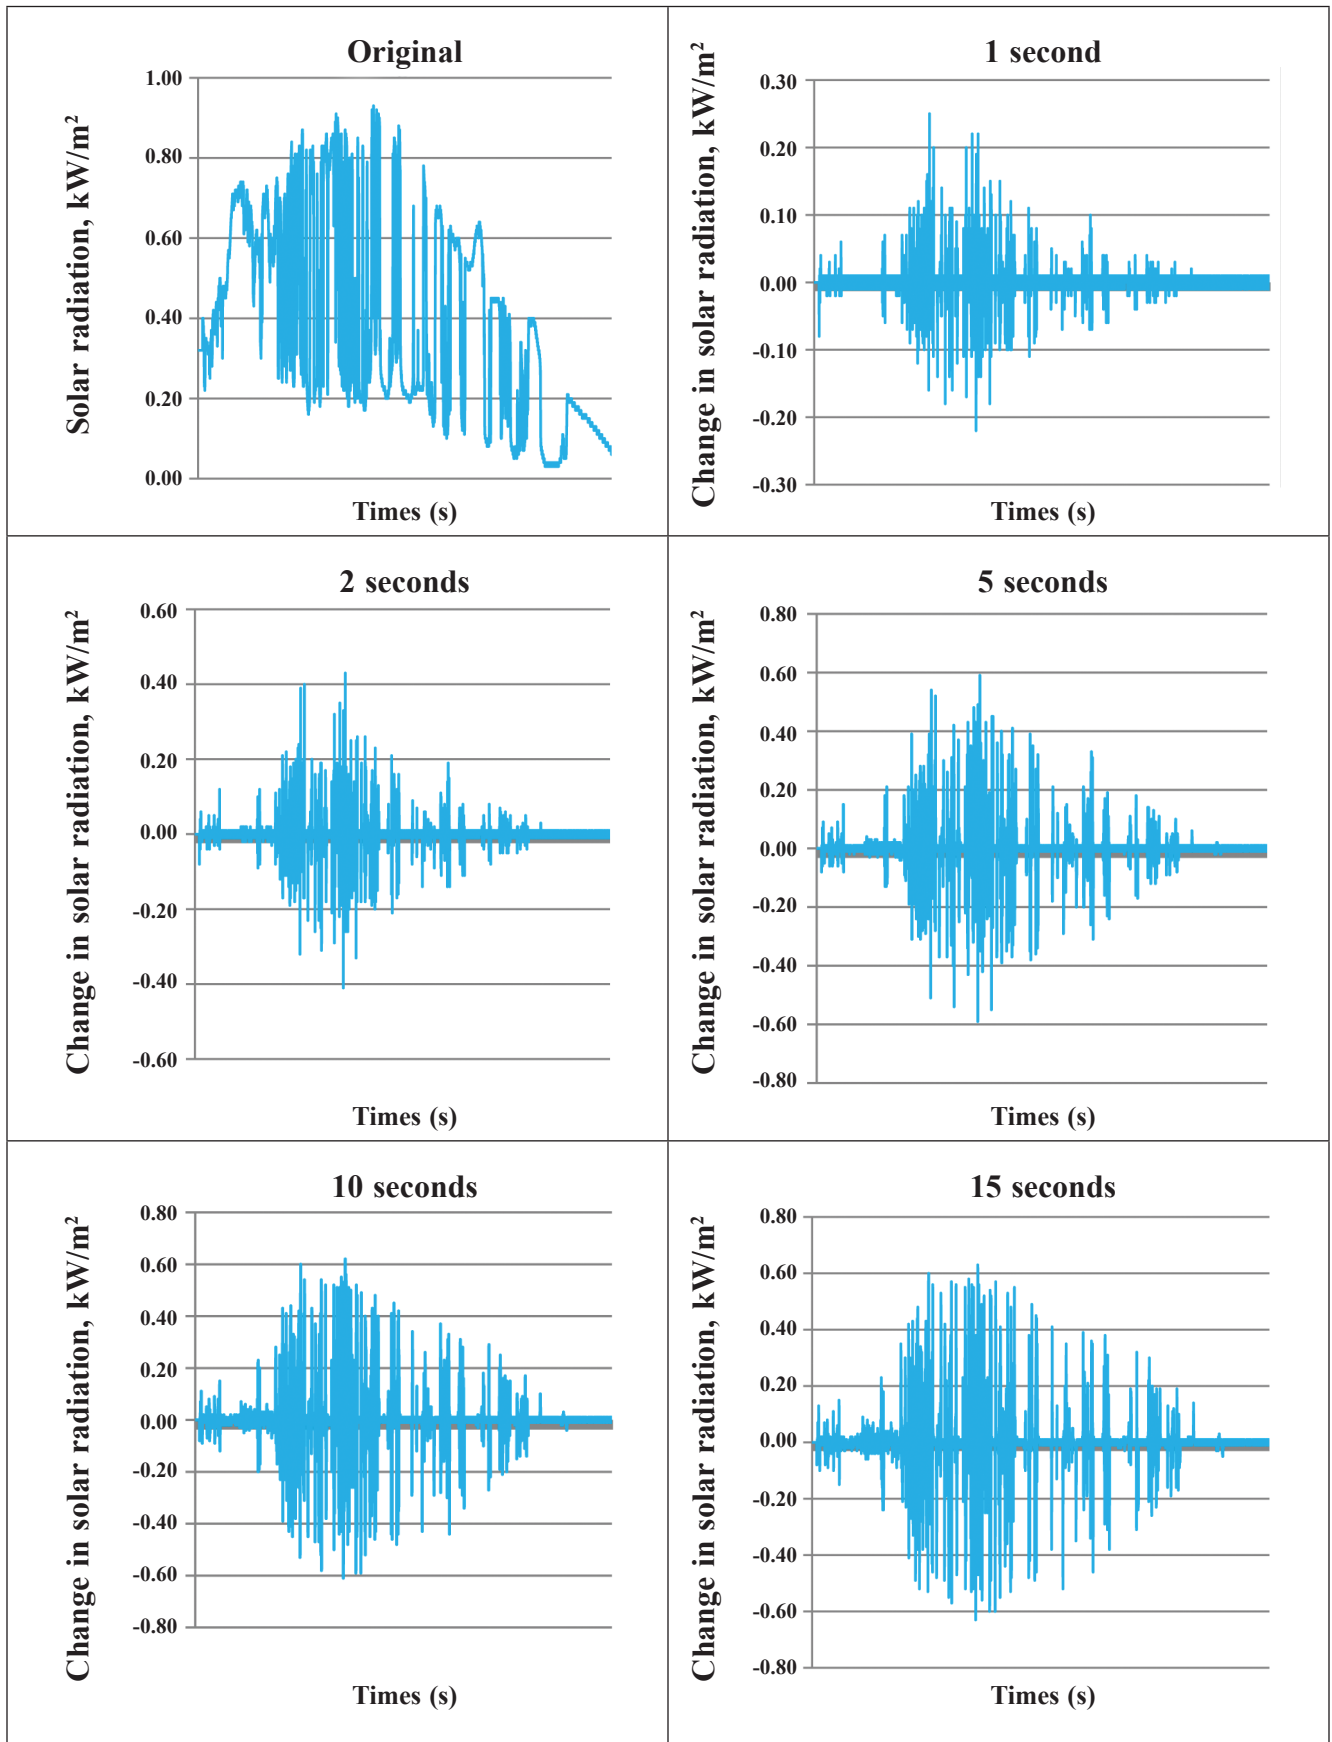 Original
Solar radiation, kW/m²
1.00
0.80
0.60
0.40
0.20
0.00
Times (s)
1 second
Change in solar radiation, kW/m²
0.30
0.20
0.10
0.00
-0.10
-0.20
-0.30
Times (s)
2 seconds
Change in solar radiation, kW/m²
0.60
0.40
0.20
0.00
-0.20
-0.40
-0.60
Times (s)
5 seconds
Change in solar radiation, kW/m²
0.80
0.60
0.40
0.20
0.00
-0.20
-0.40
-0.60
-0.80
Times (s)
10 seconds
Change in solar radiation, kW/m²
0.80
0.60
0.40
0.20
0.00
-0.20
-0.40
-0.60
-0.80
Times (s)
15 seconds
Change in solar radiation, kW/m²
0.80
0.60
0.40
0.20
0.00
-0.20
-0.40
-0.60
-0.80
Times (s)